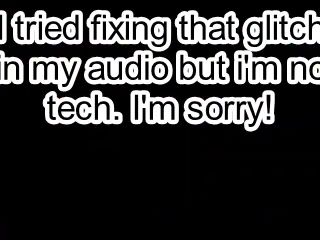 I tried fixing that glitch
in my audio but i'm no
tech. I'm sorry!